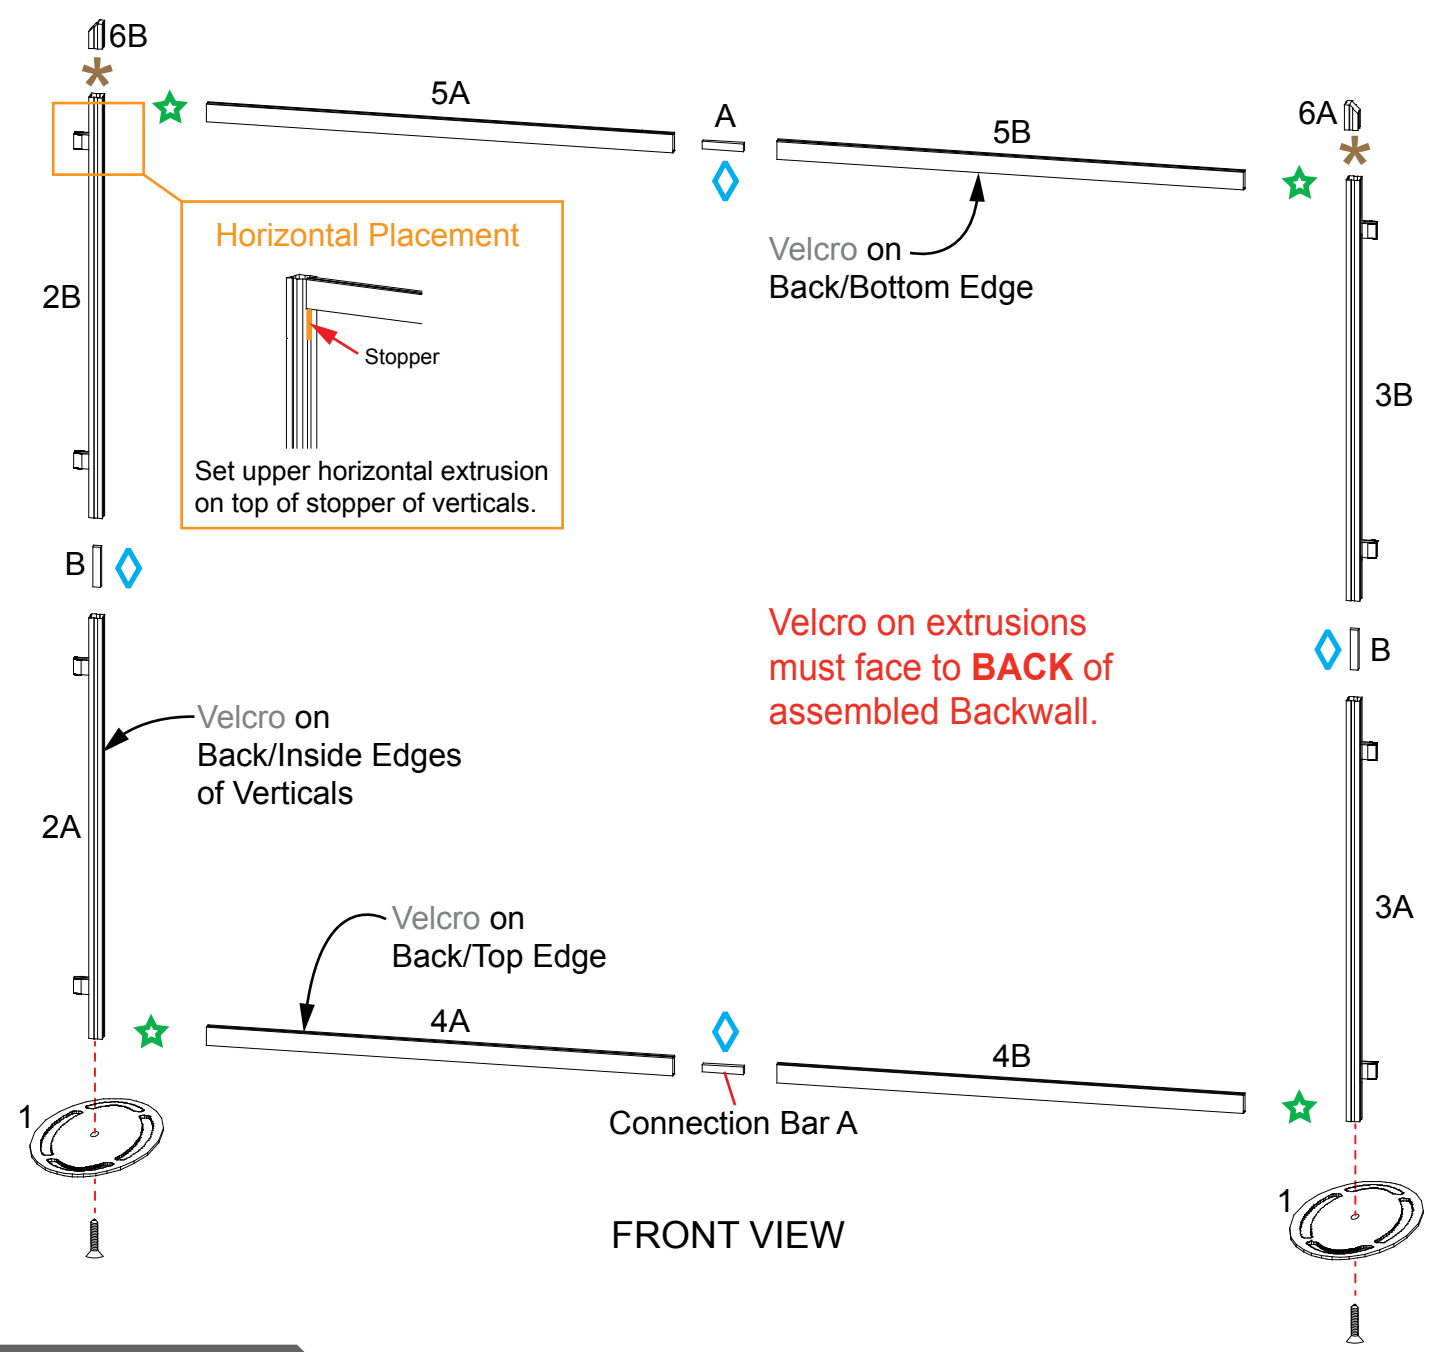 6B
5A
A
5B
6A
Horizontal Placement
Stopper
Set upper horizontal extrusion
on top of stopper of verticals.
Velcro on
Back/Bottom Edge
2B
3B
B
B
Velcro on extrusions
must face to BACK of
assembled Backwall.
Velcro on
Back/Inside Edges
of Verticals
2A
3A
Velcro on
Back/Top Edge
4A
4B
Connection Bar A
1
1
FRONT VIEW